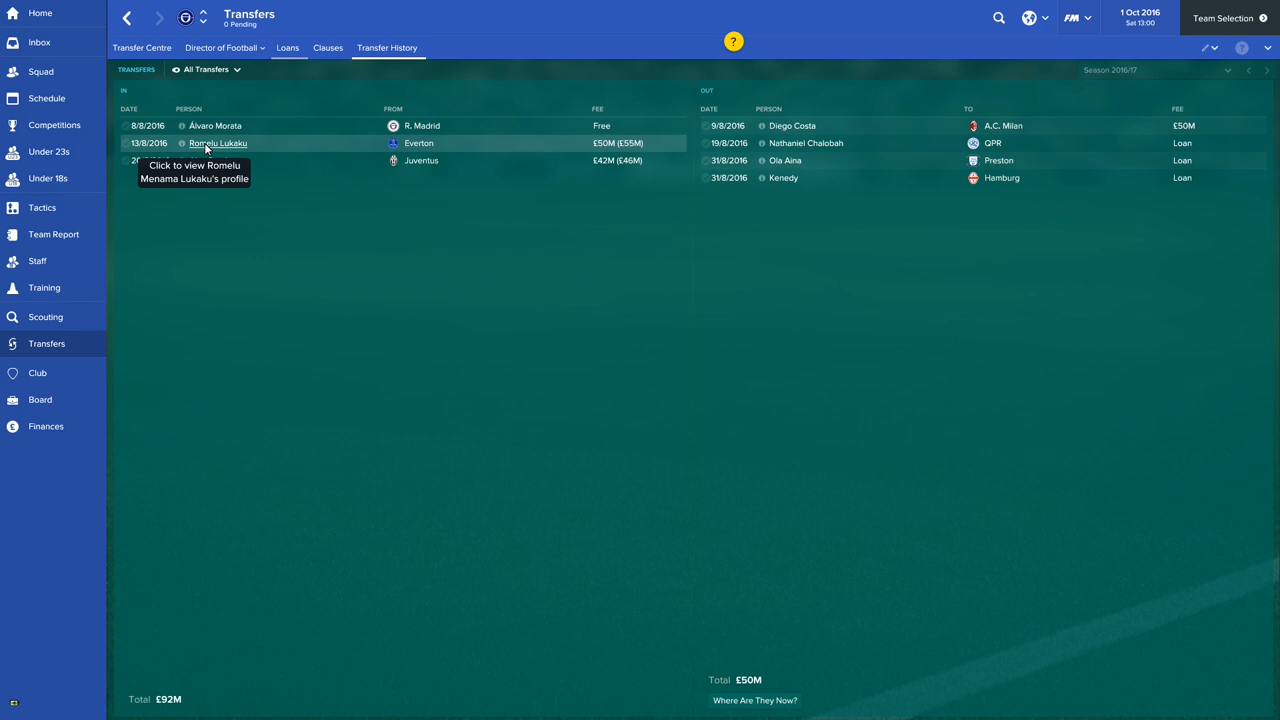 Home
Inbox
Squad
Schedule
Competitions
Under 23s
Under 18s
Tactics
Team Report
Staff
Training
Scouting
Transfers
Club
Board
Finances
Transfers
0 Pending
FM
1 Oct 2016
Sat 13:00
Team Selection
Transfer Centre Director of Football Loans Clauses Transfer History
?
?
TRANSFERS All Transfers Season 2016/17
IN
DATE PERSON FROM FEE
8/8/2016 Álvaro Morata R. Madrid Free
13/8/2016 Romelu Lukaku Everton £50M (£55M)
Juventus £42M (£46M)
Click to view Romelu
Menama Lukaku's profile
Total £92M
OUT
DATE PERSON TO FEE
9/8/2016 Diego Costa A.C. Milan £50M
19/8/2016 Nathaniel Chalobah QPR Loan
31/8/2016 Ola Aina Preston Loan
31/8/2016 Kenedy Hamburg Loan
Total £50M
Where Are They Now?